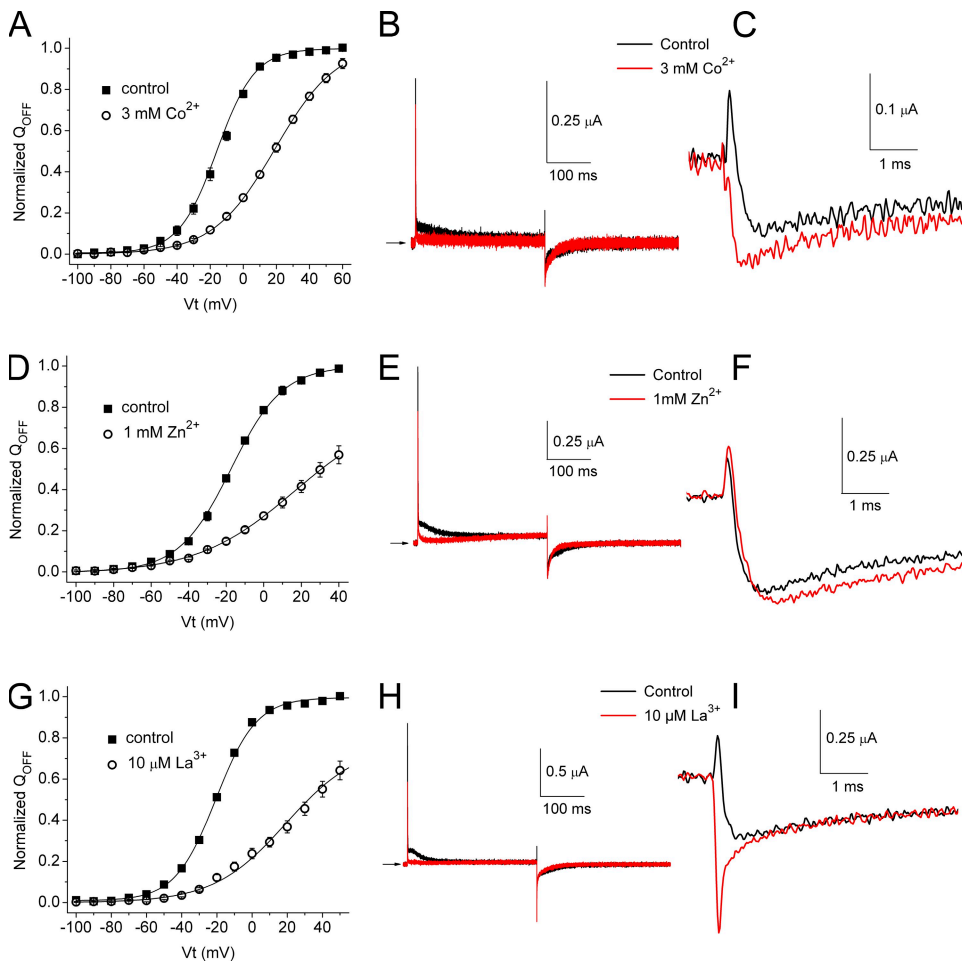 A
Normalized Q_OFF
1.0
0.8
0.6
0.4
0.2
0.0
control
3 mM Co²⁺
-100 -80 -60 -40 -20 0 20 40 60
Vt (mV)
B
Control
3 mM Co²⁺
0.25 µA
100 ms
C
0.1 µA
1 ms
D
Normalized Q_OFF
1.0
0.8
0.6
0.4
0.2
0.0
control
1 mM Zn²⁺
-100 -80 -60 -40 -20 0 20 40
Vt (mV)
E
Control
1mM Zn²⁺
0.25 µA
100 ms
F
0.25 µA
1 ms
G
Normalized Q_OFF
1.0
0.8
0.6
0.4
0.2
0.0
control
10 µM La³⁺
-100 -80 -60 -40 -20 0 20 40
Vt (mV)
H
Control
10 µM La³⁺
0.5 µA
100 ms
I
0.25 µA
1 ms